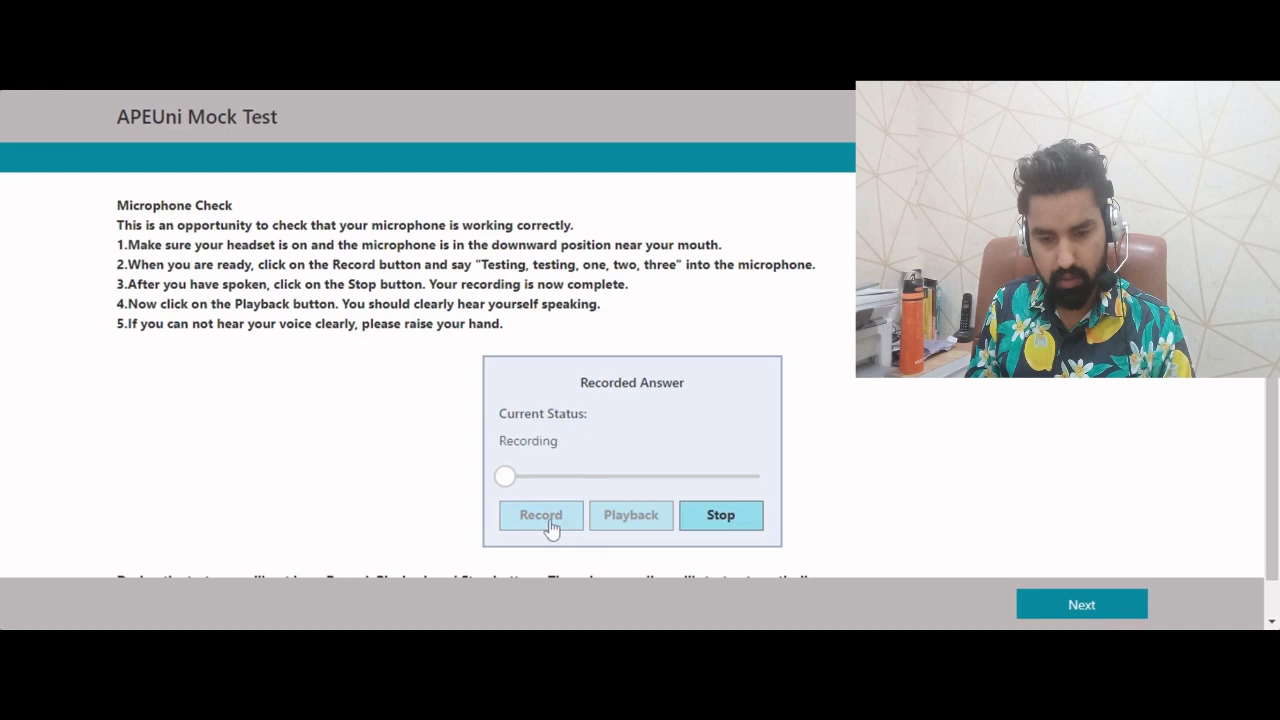 APEUni Mock Test
Microphone Check
This is an opportunity to check that your microphone is working correctly.
1.Make sure your headset is on and the microphone is in the downward position near your mouth.
2.When you are ready, click on the Record button and say "Testing, testing, one, two, three" into the microphone.
3.After you have spoken, click on the Stop button. Your recording is now complete.
4.Now click on the Playback button. You should clearly hear yourself speaking.
5.If you can not hear your voice clearly, please raise your hand.
Recorded Answer
Current Status:
Recording
Record Playback Stop
Next